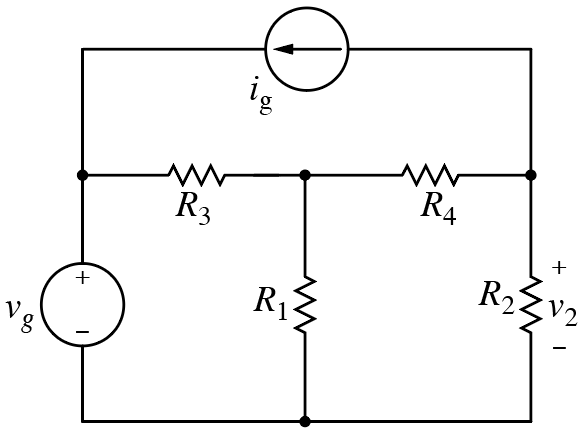 i_g
R_3
R_4
+
v_g
−
R_1
R_2
+
v_2
−